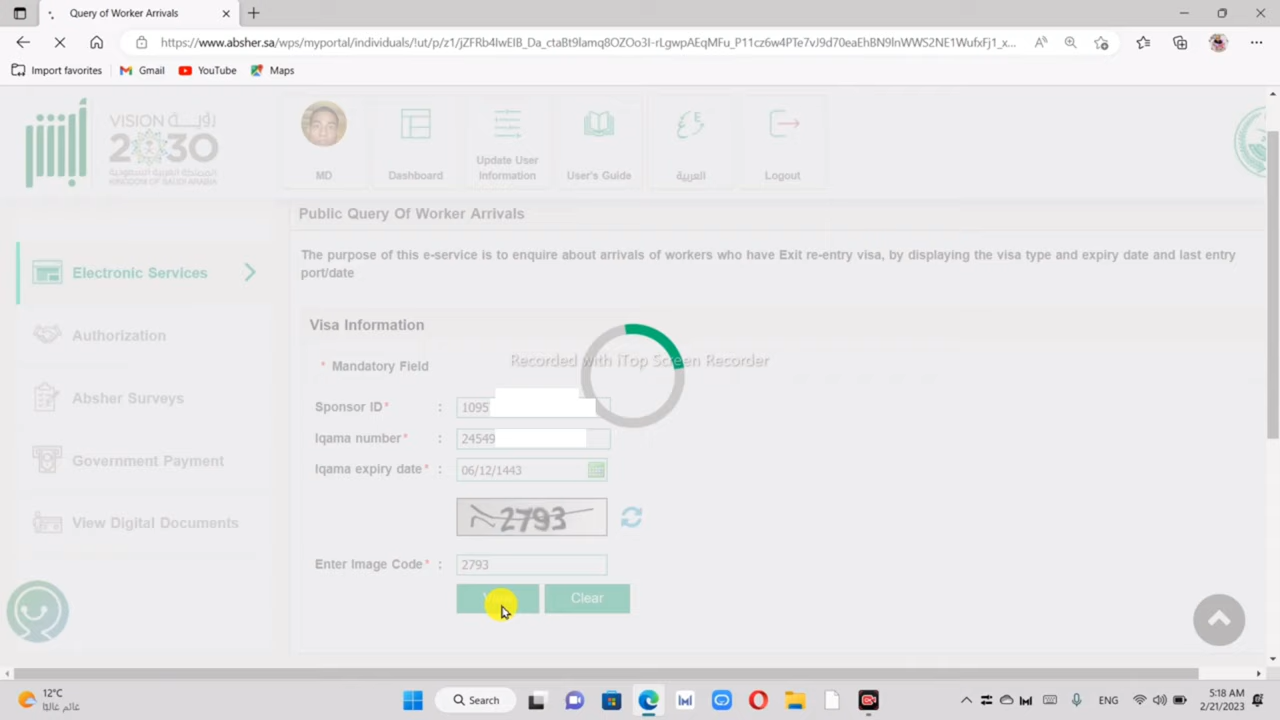 Query of Worker Arrivals
https://www.absher.sa/wps/myportal/individuals/!ut/p/z1/jZFRb4IwEIB_Da_ctaBt9lamq8OZOo3I-rLgwpAEqMFu_P11cz6w4PTe7vJ9d70eaEhBN9lnWWS2NE1WufxFj1_x...
Import favorites
Gmail
YouTube
Maps
أبشر
VISION رؤيــة
2030
المملكة العربية السعودية
KINGDOM OF SAUDI ARABIA
MD
Dashboard
Update User Information
User's Guide
العربية
Logout
Public Query Of Worker Arrivals
The purpose of this e-service is to enquire about arrivals of workers who have Exit re-entry visa, by displaying the visa type and expiry date and last entry
port/date
Electronic Services
Authorization
Absher Surveys
Government Payment
View Digital Documents
Visa Information
* Mandatory Field
Recorded with iTop Screen Recorder
Sponsor ID* : 1095
Iqama number* : 24549
Iqama expiry date* : 06/12/1443
2793
Enter Image Code* : 2793
Clear
12°C
غائم غالبًا
Search
ENG
5:18 AM
2/21/2023